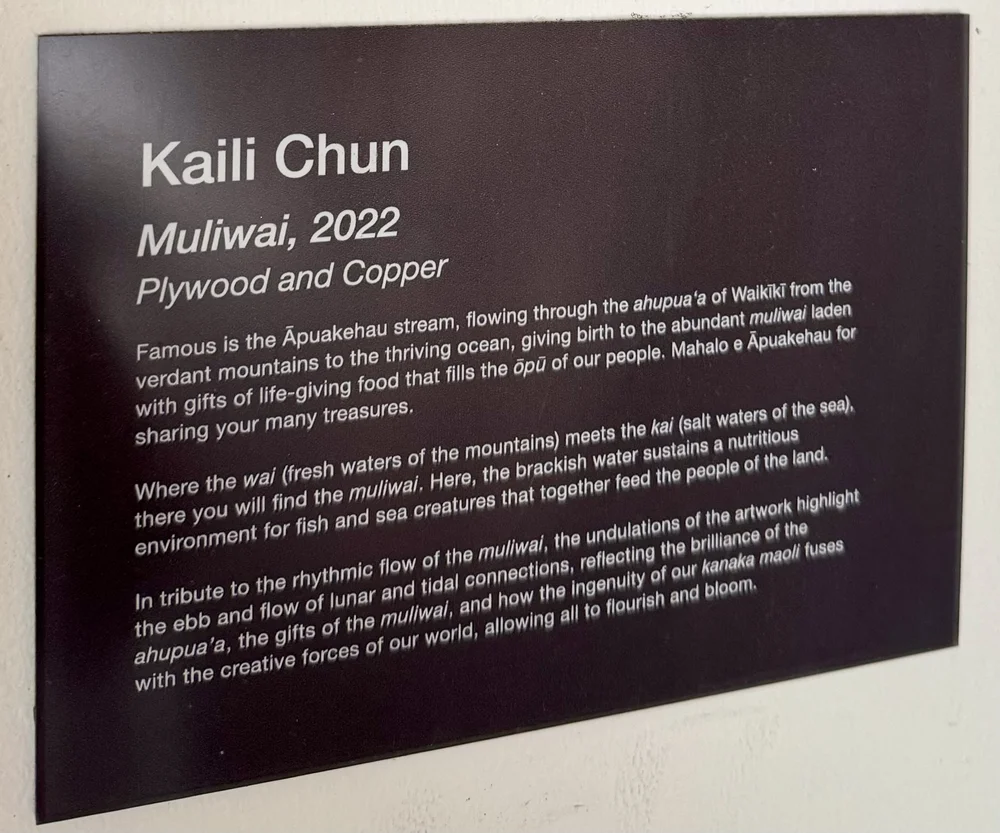 Kaili Chun
Muliwai, 2022
Plywood and Copper
Famous is the Āpuakehau stream, flowing through the ahupuaʻa of Waikīkī from the
verdant mountains to the thriving ocean, giving birth to the abundant muliwai laden
with gifts of life-giving food that fills the ōpū of our people. Mahalo e Āpuakehau for
sharing your many treasures.
Where the wai (fresh waters of the mountains) meets the kai (salt waters of the sea),
there you will find the muliwai. Here, the brackish water sustains a nutritious
environment for fish and sea creatures that together feed the people of the land.
In tribute to the rhythmic flow of the muliwai, the undulations of the artwork highlight
the ebb and flow of lunar and tidal connections, reflecting the brilliance of the
ahupua’a, the gifts of the muliwai, and how the ingenuity of our kanaka maoli fuses
with the creative forces of our world, allowing all to flourish and bloom.